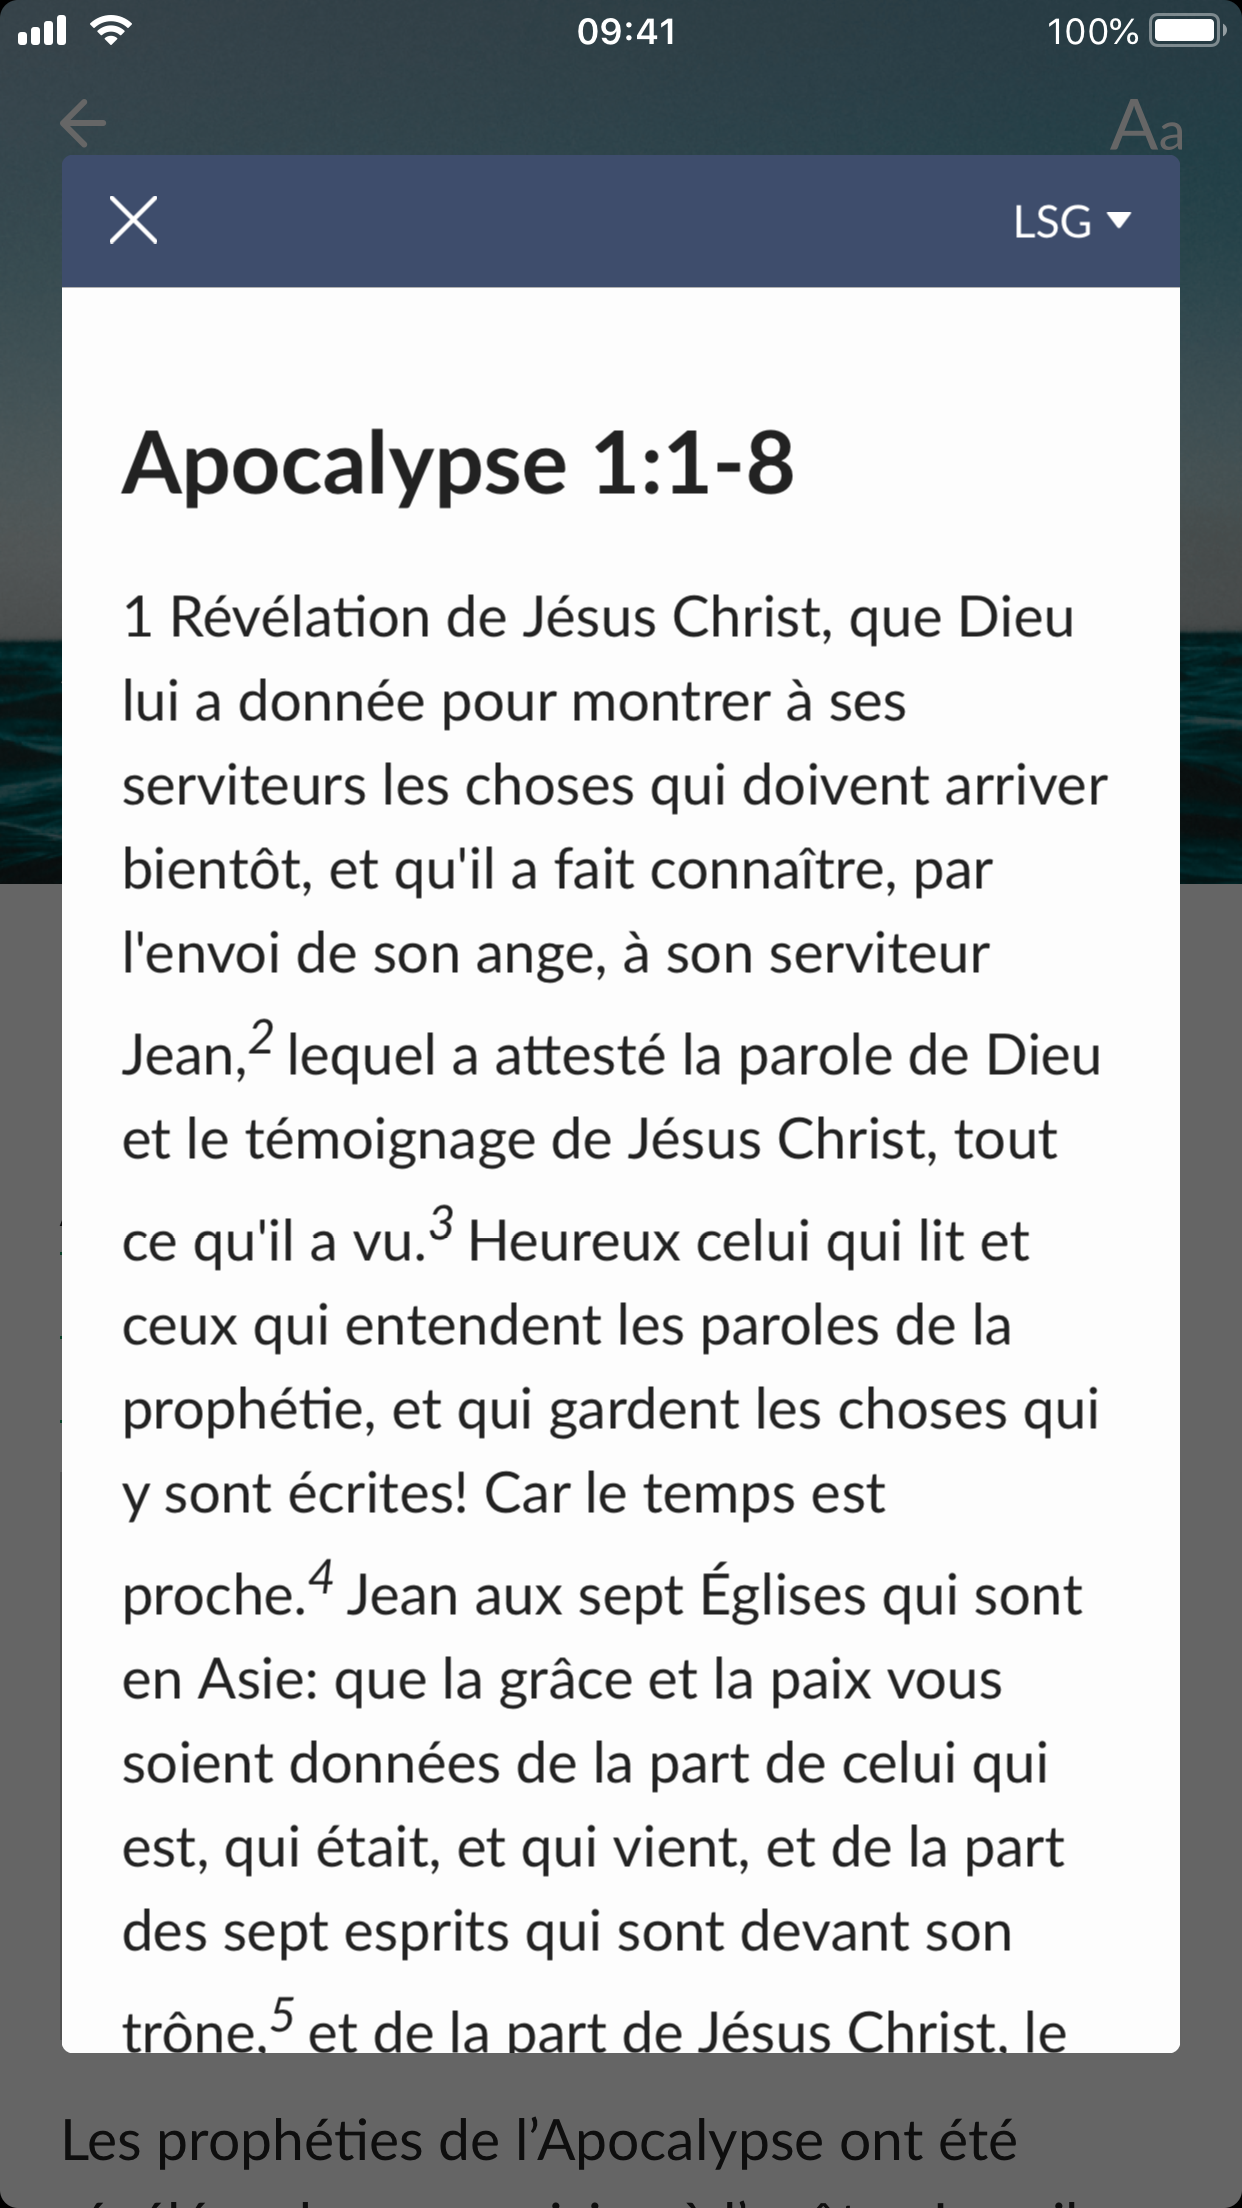 09:41
100%
Aa
LSG
Apocalypse 1:1-8
1 Révélation de Jésus Christ, que Dieu
lui a donnée pour montrer à ses
serviteurs les choses qui doivent arriver
bientôt, et qu'il a fait connaître, par
l'envoi de son ange, à son serviteur
Jean,2 lequel a attesté la parole de Dieu
et le témoignage de Jésus Christ, tout
ce qu'il a vu.3 Heureux celui qui lit et
ceux qui entendent les paroles de la
prophétie, et qui gardent les choses qui
y sont écrites! Car le temps est
proche.4 Jean aux sept Églises qui sont
en Asie: que la grâce et la paix vous
soient données de la part de celui qui
est, qui était, et qui vient, et de la part
des sept esprits qui sont devant son
trône,5 et de la part de Jésus Christ, le
Les prophéties de l’Apocalypse ont été